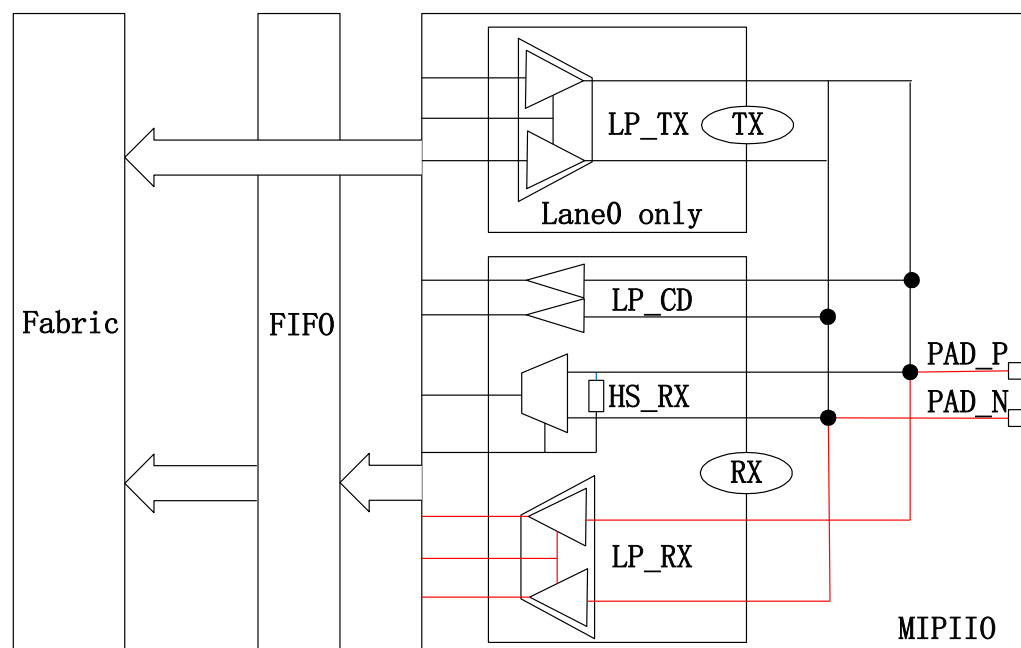 LP_TX
TX
Lane0 only
LP_CD
Fabric
FIFO
PAD_P
HS_RX
PAD_N
RX
LP_RX
MIPIIO